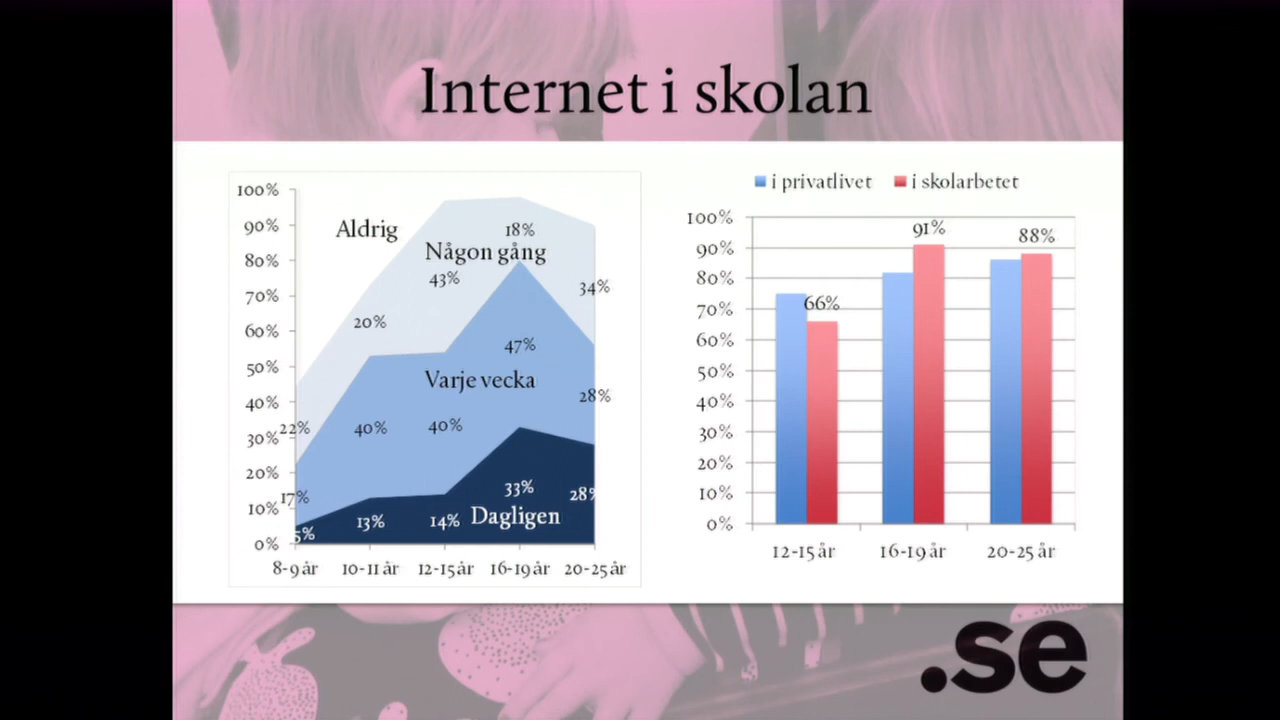 Internet i skolan
100%
90%
80%
70%
60%
50%
40%
30%
20%
10%
0%
Aldrig
Någon gång
Varje vecka
Dagligen
22%
20%
43%
18%
34%
17%
40%
40%
47%
28%
5%
13%
14%
33%
28%
8-9 år
10-11 år
12-15 år
16-19 år
20-25 år
i privatlivet
i skolarbetet
100%
90%
80%
70%
60%
50%
40%
30%
20%
10%
0%
66%
91%
88%
12-15 år
16-19 år
20-25 år
.se